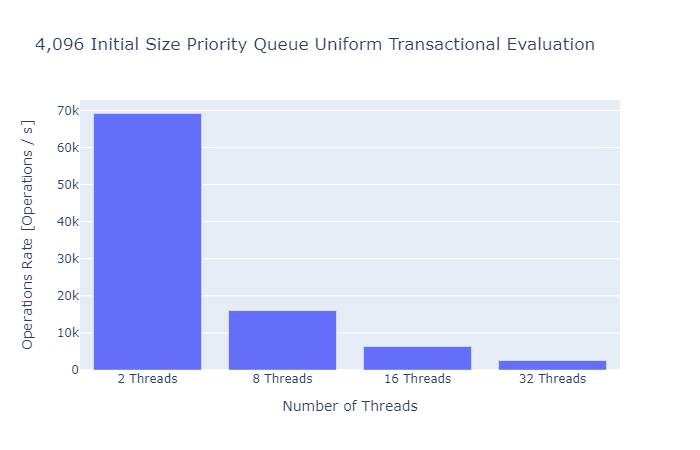 4,096 Initial Size Priority Queue Uniform Transactional Evaluation
Operations Rate [Operations / s]
70k
60k
50k
40k
30k
20k
10k
0
2 Threads
8 Threads
16 Threads
32 Threads
Number of Threads